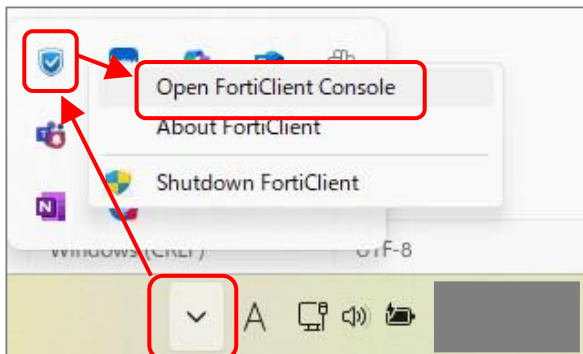 Open FortiClient Console
About FortiClient
Shutdown FortiClient
N
Windows (CRLF)
UTF-8
A